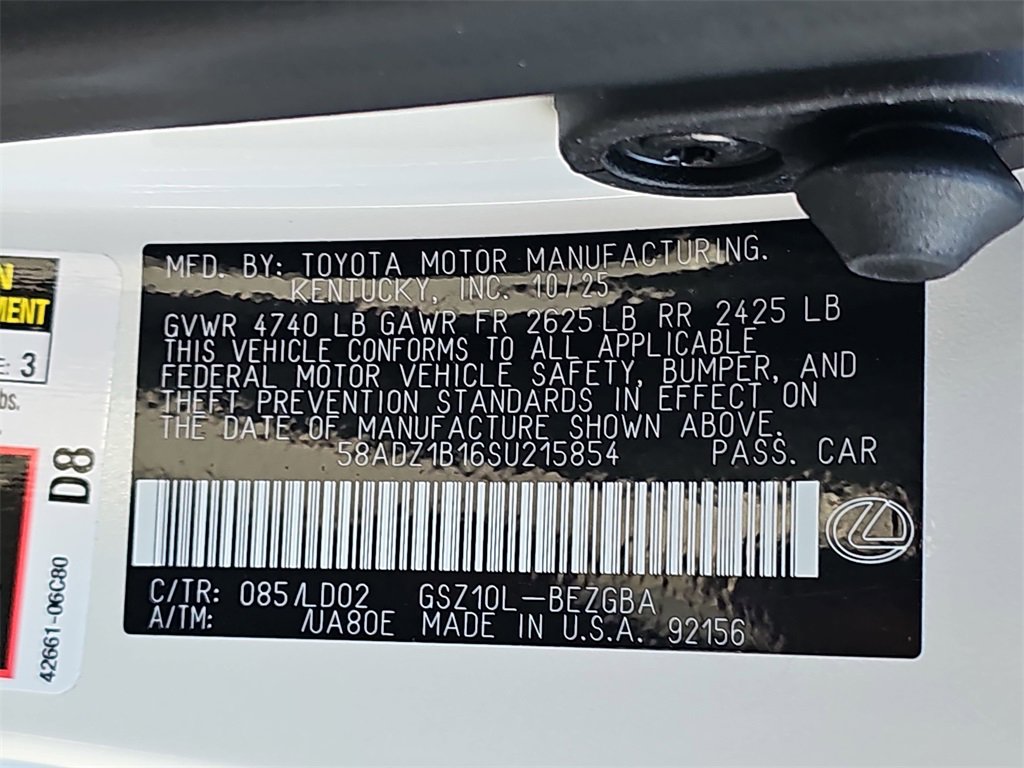 MFD. BY: TOYOTA MOTOR MANUFACTURING.
KENTUCKY, INC. 10/25
GVWR 4740 LB GAWR FR 2625 LB RR 2425 LB
THIS VEHICLE CONFORMS TO ALL APPLICABLE
FEDERAL MOTOR VEHICLE SAFETY, BUMPER, AND
THEFT PREVENTION STANDARDS IN EFFECT ON
THE DATE OF MANUFACTURE SHOWN ABOVE.
58ADZ1B16SU215854 PASS. CAR
C/TR: 085/LD02 GSZ10L-BEZGBA
A/TM: /UA80E MADE IN U.S.A. 92156
3
D8
42661-06C80